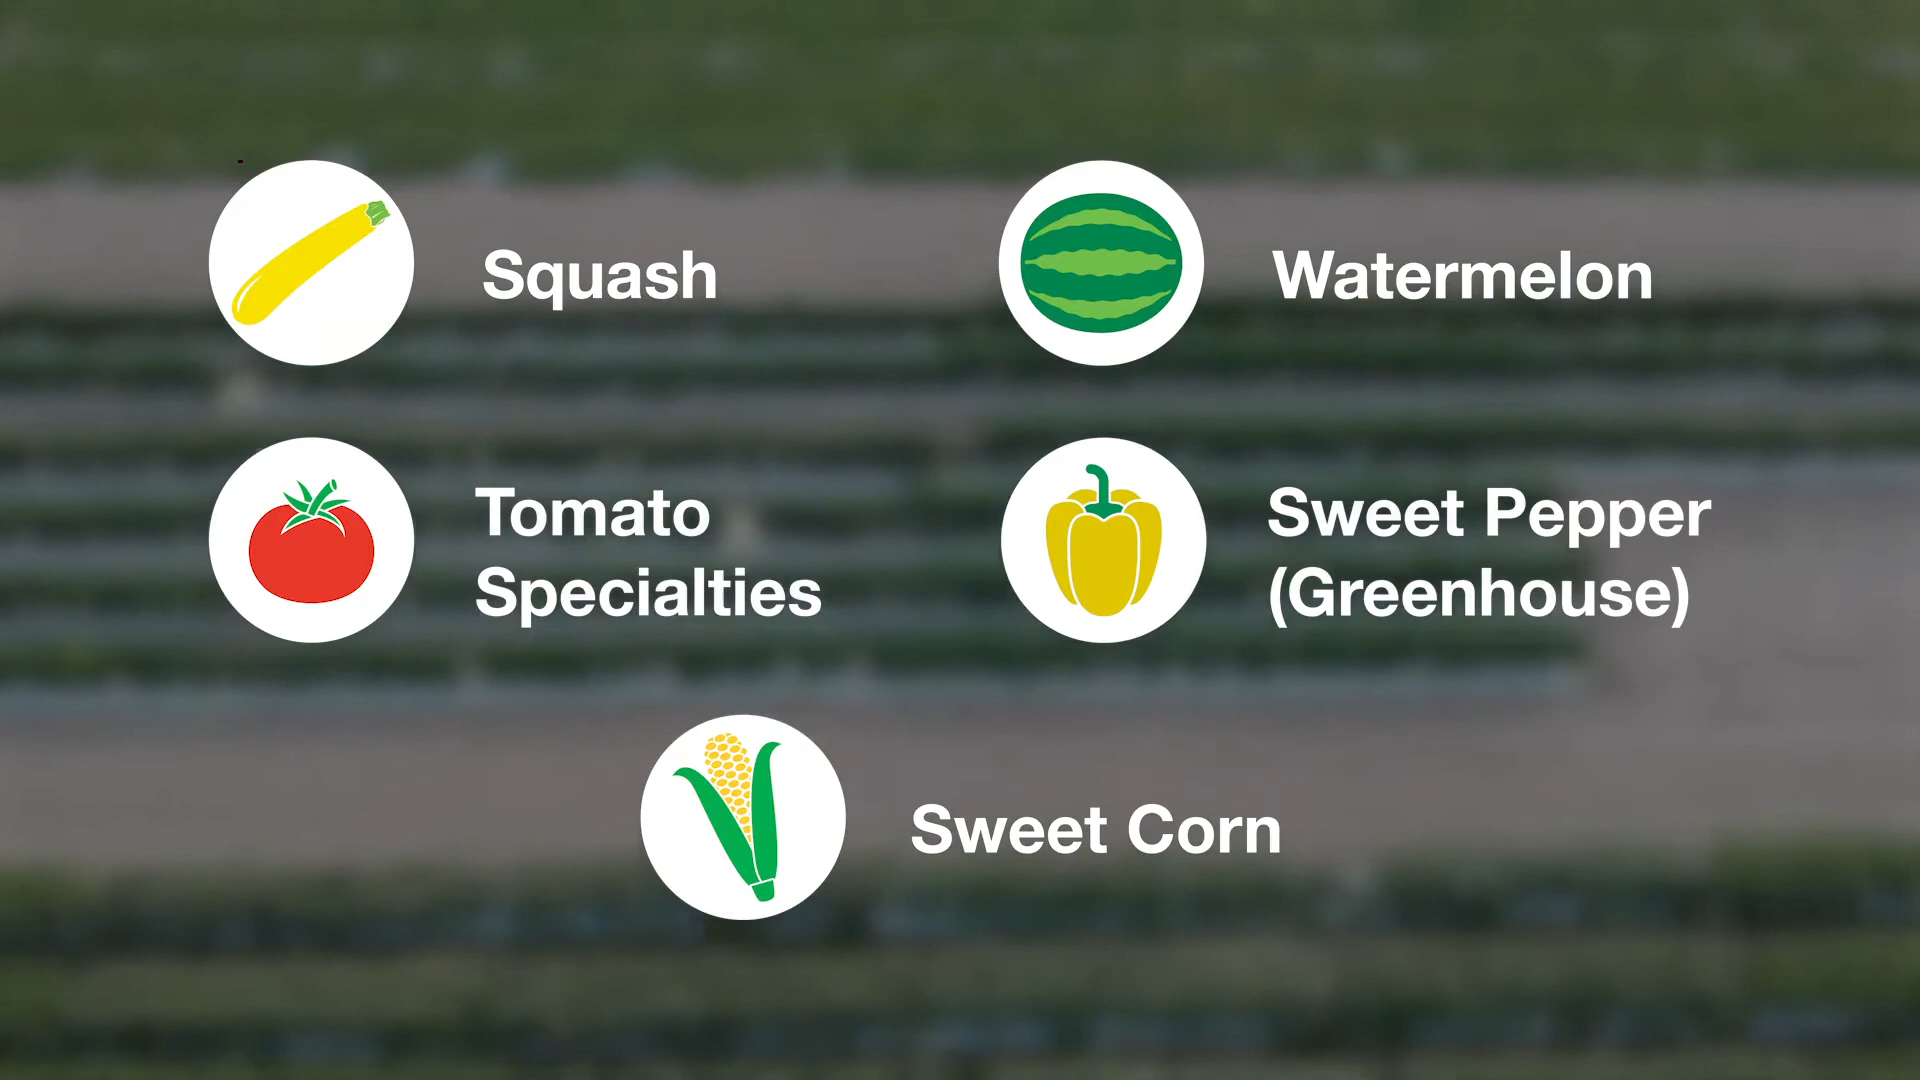 Squash
Watermelon
Tomato
Specialties
Sweet Pepper
(Greenhouse)
Sweet Corn